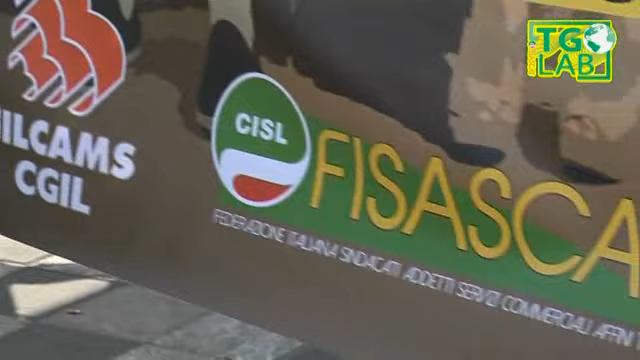 TG
LAB
CISL
FISASCA
ILCAMS
CGIL
FEDERAZIONE ITALIANA SINDACATI ADDETTI SERVIZI COMMERCIALI AFFINI